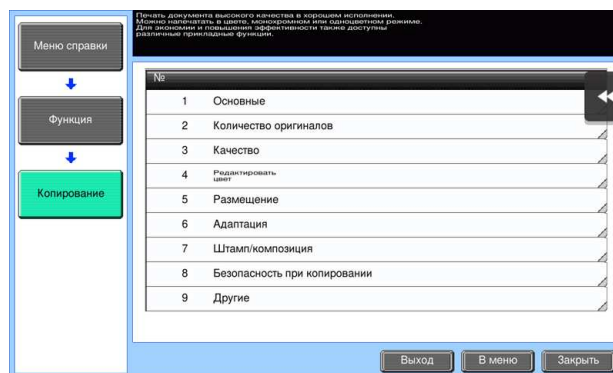 Печать документа высокого качества в хорошем исполнении.
Можно напечатать в цвете, монохромном или одноцветном режиме.
Для экономии и повышения эффективности также доступны
различные прикладные функции.
Меню справки
Функция
Копирование
№
1 Основные
2 Количество оригиналов
3 Качество
4 Редактировать
цвет
5 Размещение
6 Адаптация
7 Штамп/композиция
8 Безопасность при копировании
9 Другие
Выход В меню Закрыть